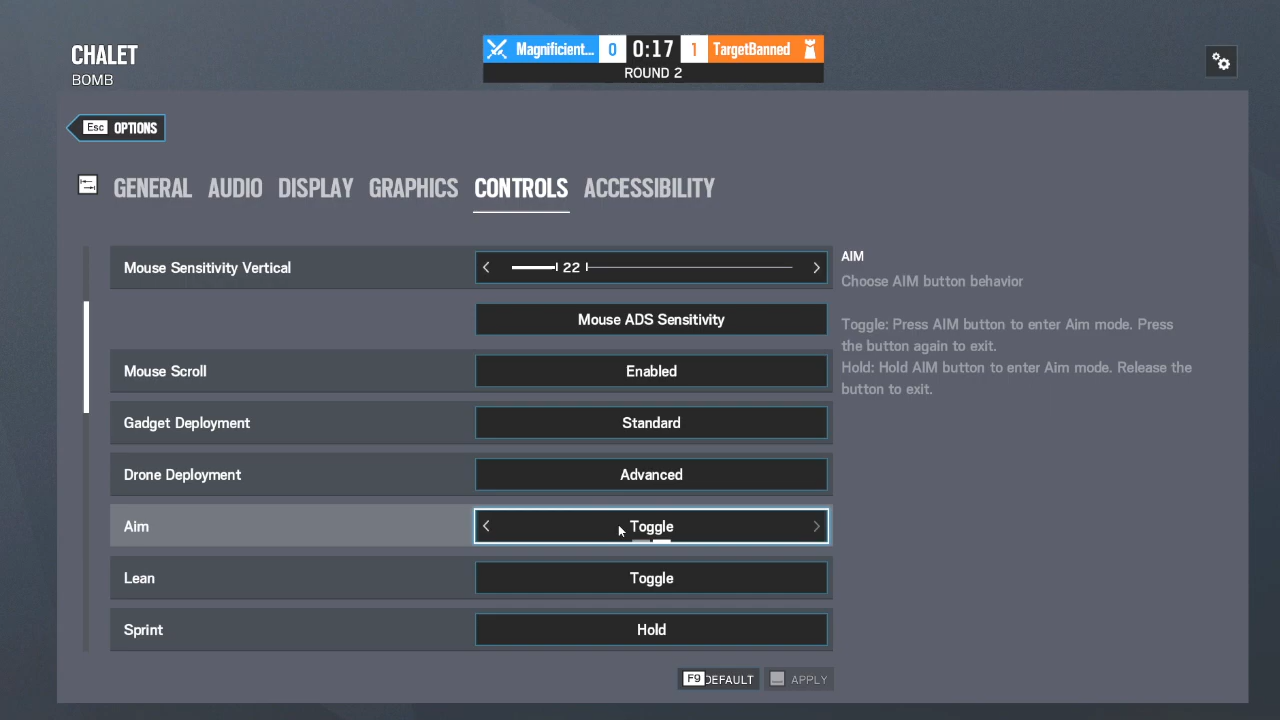 CHALET
BOMB
Magnificient... 0 0:17 1 TargetBanned
ROUND 2
Esc OPTIONS
GENERAL AUDIO DISPLAY GRAPHICS CONTROLS ACCESSIBILITY
Mouse Sensitivity Vertical 22
Mouse ADS Sensitivity
Mouse Scroll Enabled
Gadget Deployment Standard
Drone Deployment Advanced
Aim Toggle
Lean Toggle
Sprint Hold
AIM
Choose AIM button behavior
Toggle: Press AIM button to enter Aim mode. Press
the button again to exit.
Hold: Hold AIM button to enter Aim mode. Release the
button to exit.
F9 DEFAULT APPLY